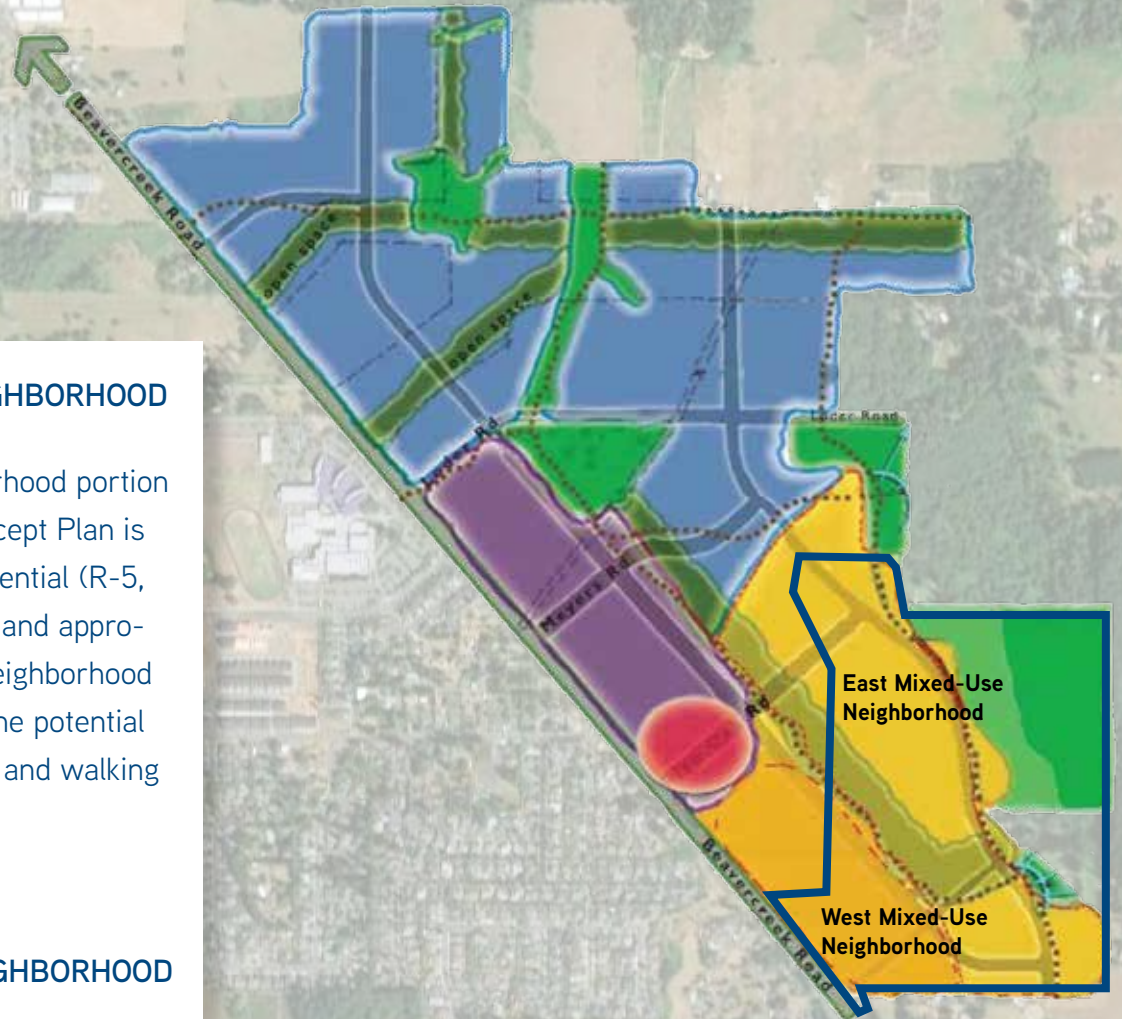 GHBORHOOD
rhood portion
cept Plan is
ential (R-5,
and appro-
eighborhood
he potential
and walking
GHBORHOOD
Beavercreek Road
open space
open space
Loder Road
Loder Rd
Meyers Rd
Rd
East Mixed-Use
Neighborhood
West Mixed-Use
Neighborhood
Beavercreek Road